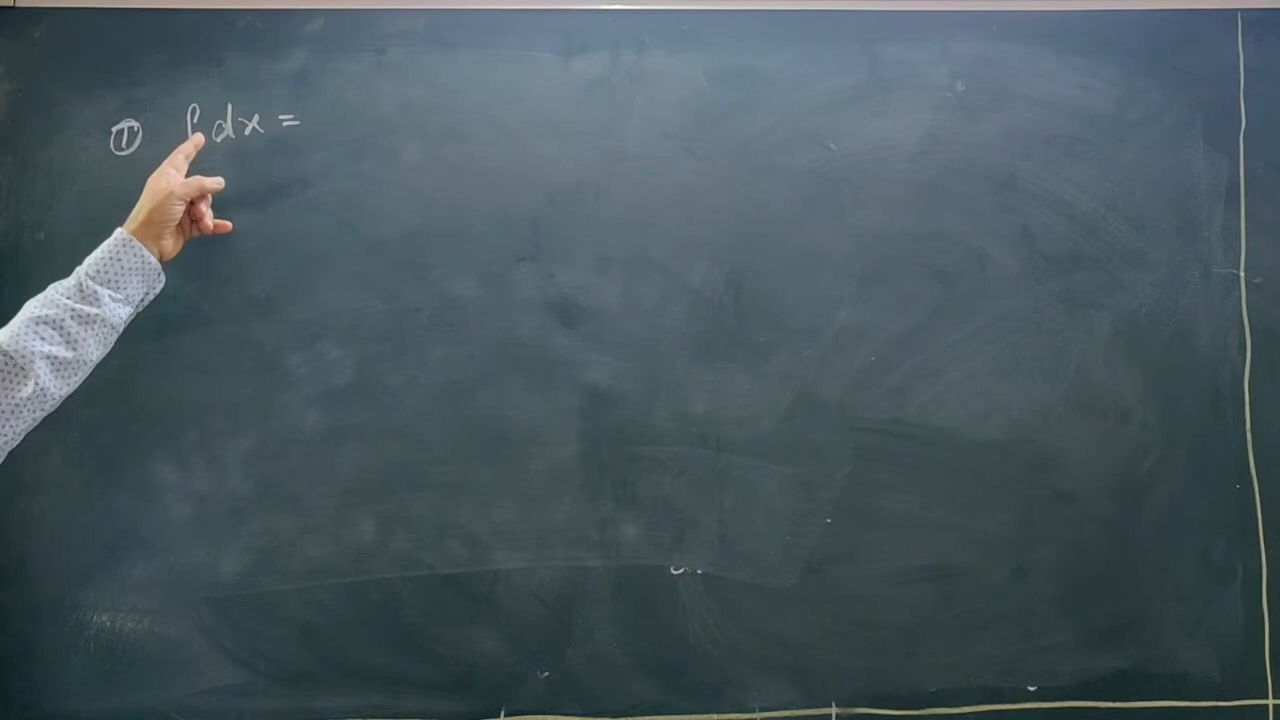 ① ∫dx =